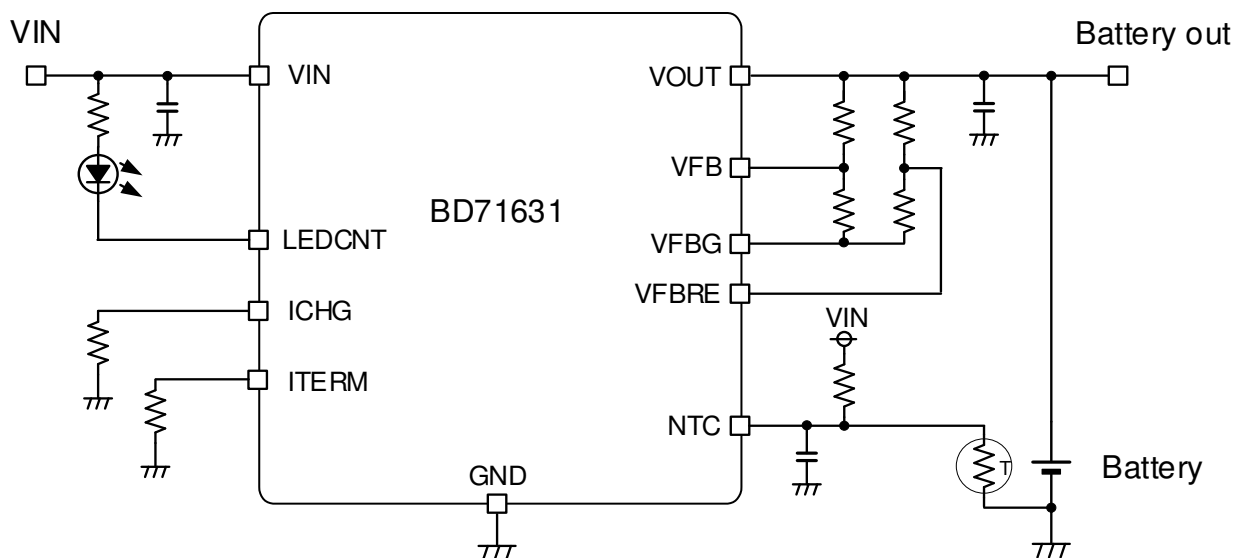 VIN
Battery out
VIN
VOUT
VFB
BD71631
LEDCNT
VFBG
VFBRE
ICHG
VIN
ITERM
NTC
T
Battery
GND